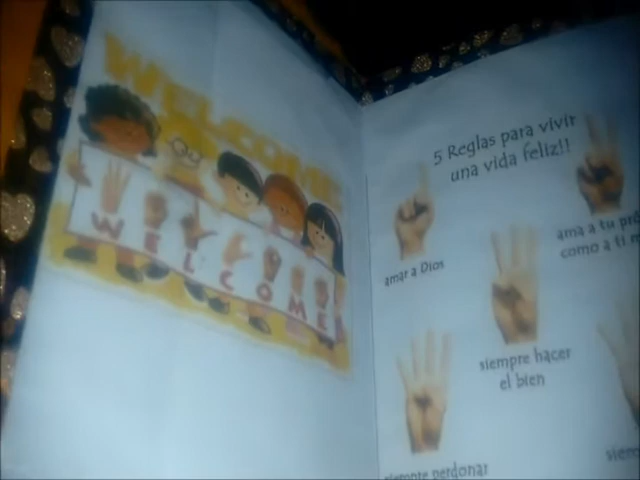 WELCOME
WELCOME
5 Reglas para vivir
una vida feliz!!
amar a Dios
ama a tu
como a ti
siempre hacer
el bien
siempre perdonar